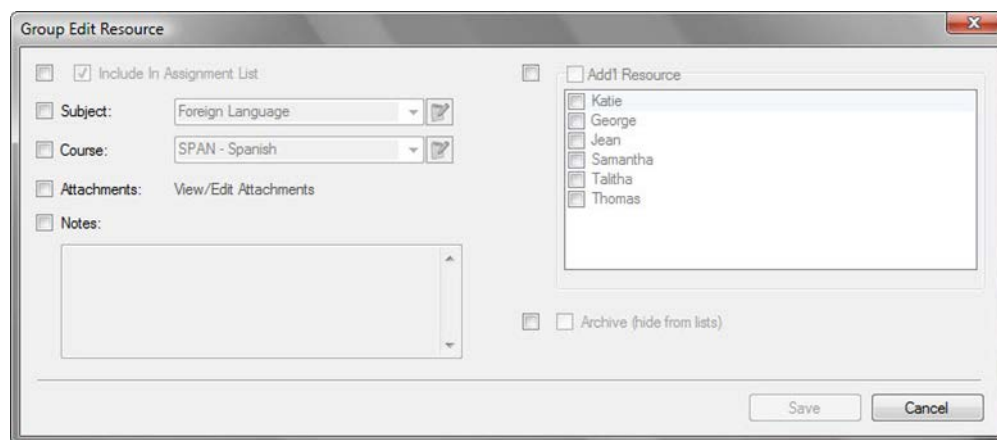 Group Edit Resource
Include In Assignment List
Subject: Foreign Language
Course: SPAN - Spanish
Attachments: View/Edit Attachments
Notes:
Add'l Resource
Katie
George
Jean
Samantha
Talitha
Thomas
Archive (hide from lists)
Save Cancel